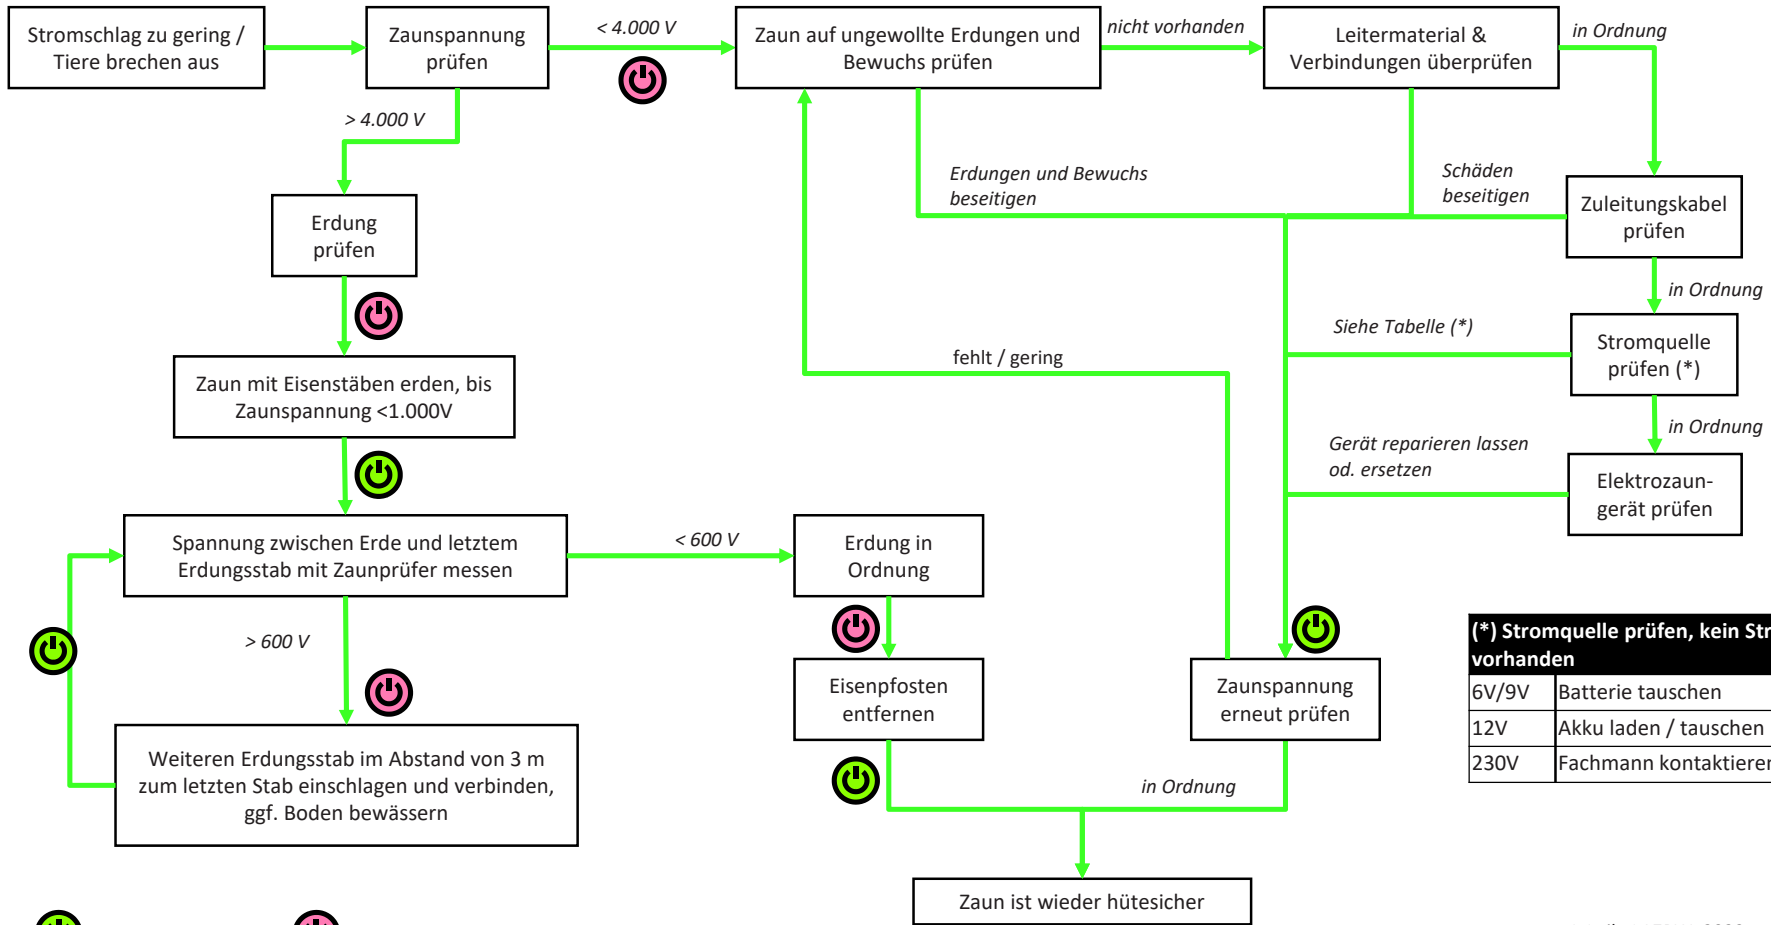 Stromschlag zu gering /
Tiere brechen aus
Zaunspannung
prüfen
< 4.000 V
Zaun auf ungewollte Erdungen und
Bewuchs prüfen
nicht vorhanden
Leitermaterial &
Verbindungen überprüfen
in Ordnung
> 4.000 V
Erdung
prüfen
Erdungen und Bewuchs
beseitigen
Schäden
beseitigen
Zuleitungskabel
prüfen
in Ordnung
Siehe Tabelle (*)
Stromquelle
prüfen (*)
fehlt / gering
Zaun mit Eisenstäben erden, bis
Zaunspannung <1.000V
in Ordnung
Gerät reparieren lassen
od. ersetzen
Elektrozaun-
gerät prüfen
Spannung zwischen Erde und letztem
Erdungsstab mit Zaunprüfer messen
< 600 V
Erdung in
Ordnung
> 600 V
Eisenpfosten
entfernen
Zaunspannung
erneut prüfen
(*) Stromquelle prüfen, kein
vorhanden
6V/9V Batterie tauschen
12V Akku laden / tauschen
230V Fachmann
Weiteren Erdungsstab im Abstand von 3 m
zum letzten Stab einschlagen und verbinden,
ggf. Boden bewässern
in Ordnung
Zaun ist wieder hütesicher